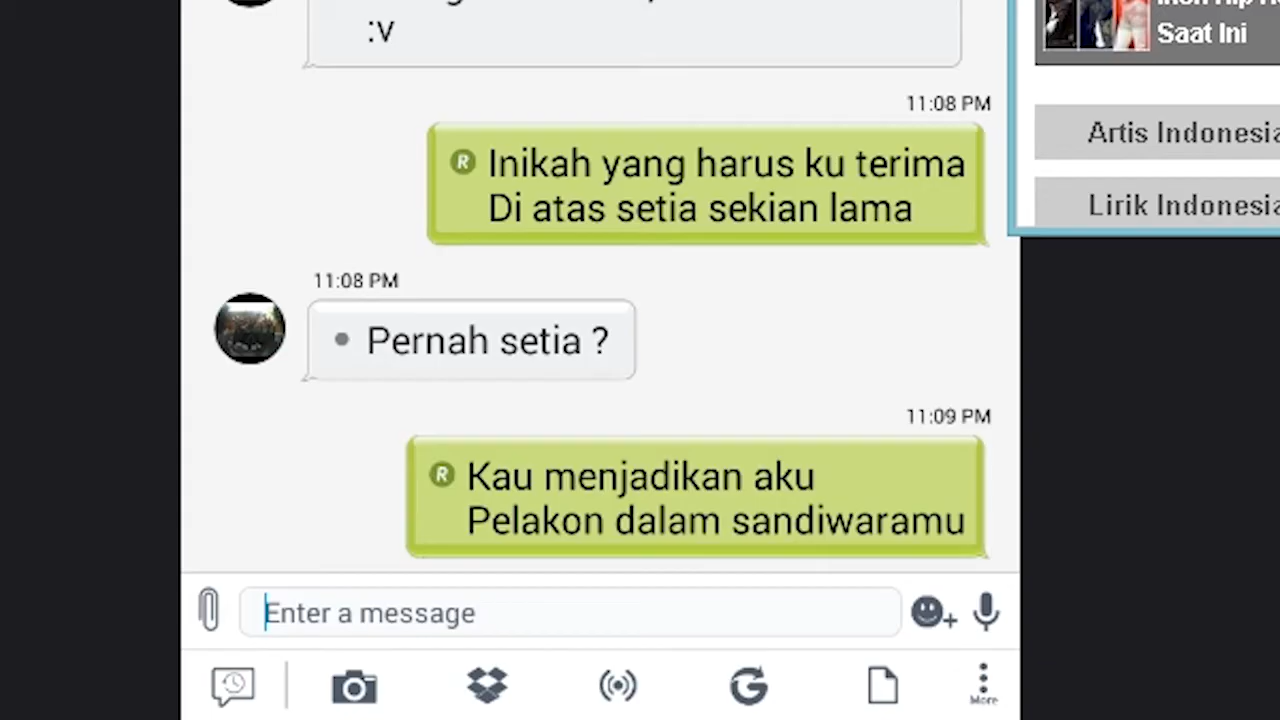 :v
Saat Ini
11:08 PM
R Inikah yang harus ku terima
Di atas setia sekian lama
Artis Indonesia
Lirik Indonesia
11:08 PM
Pernah setia ?
11:09 PM
R Kau menjadikan aku
Pelakon dalam sandiwaramu
Enter a message
More